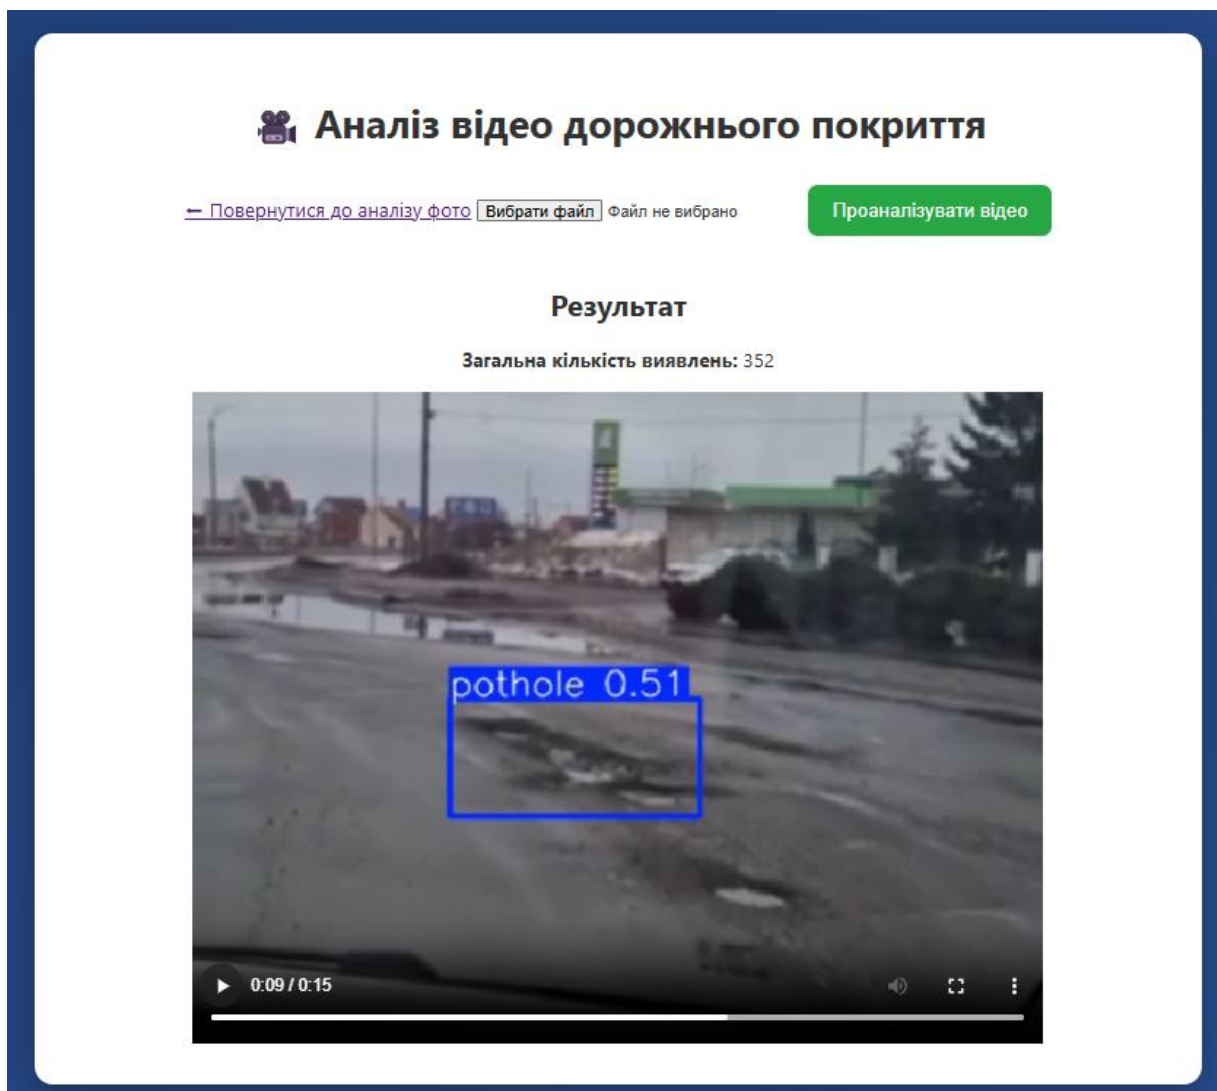 Аналіз відео дорожнього покриття
← Повернутися до аналізу фото Вибрати файл Файл не вибрано Проаналізувати відео
Результат
Загальна кількість виявлень: 352
pothole 0.51
0:09 / 0:15